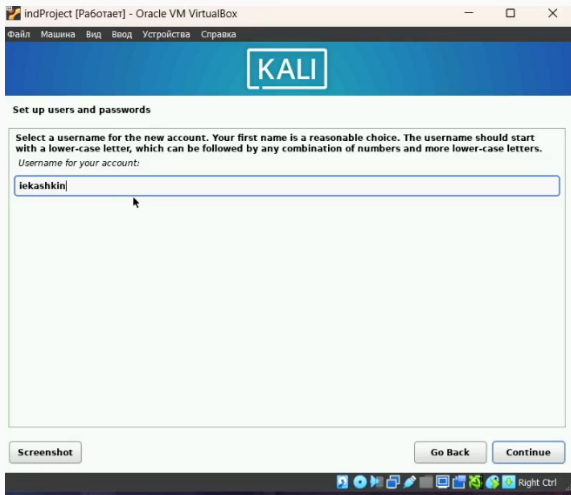 indProject [Работает] - Oracle VM VirtualBox
Файл Машина Вид Ввод Устройства Справка
KALI
Set up users and passwords
Select a username for the new account. Your first name is a reasonable choice. The username should start
with a lower-case letter, which can be followed by any combination of numbers and more lower-case letters.
Username for your account:
iekashkin
Screenshot Go Back Continue
Right Ctrl